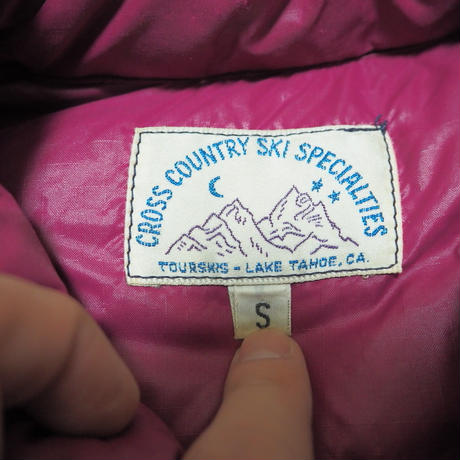 CROSS COUNTRY SKI SPECIALTIES
TOURSKIS - LAKE TAHOE, CA.
S